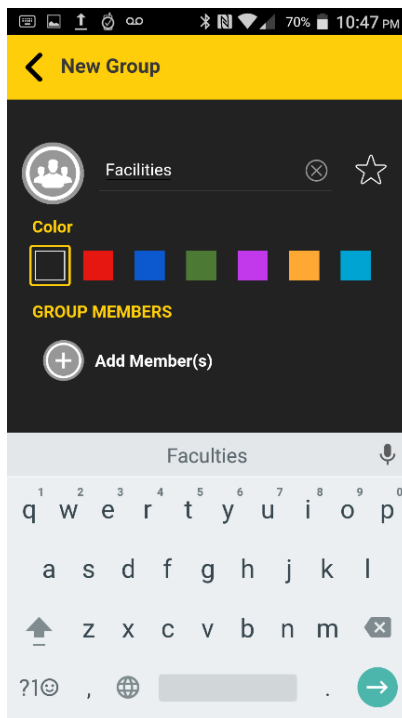 70% 10:47 PM
New Group
Facilities
Color
GROUP MEMBERS
Add Member(s)
Faculties
1 2 3 4 5 6 7 8 9 0
q w e r t y u i o p
a s d f g h j k l
z x c v b n m
?1☺ , .